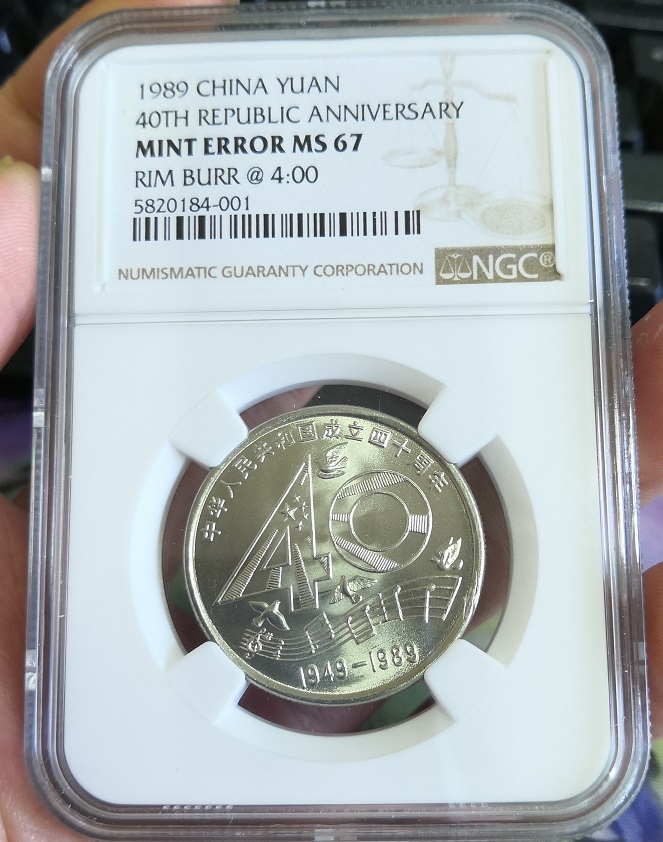 1989 CHINA YUAN
40TH REPUBLIC ANNIVERSARY
MINT ERROR MS 67
RIM BURR @ 4:00
5820184-001
NUMISMATIC GUARANTY CORPORATION NGC®
中华人民共和国成立四十周年
40
1949-1989